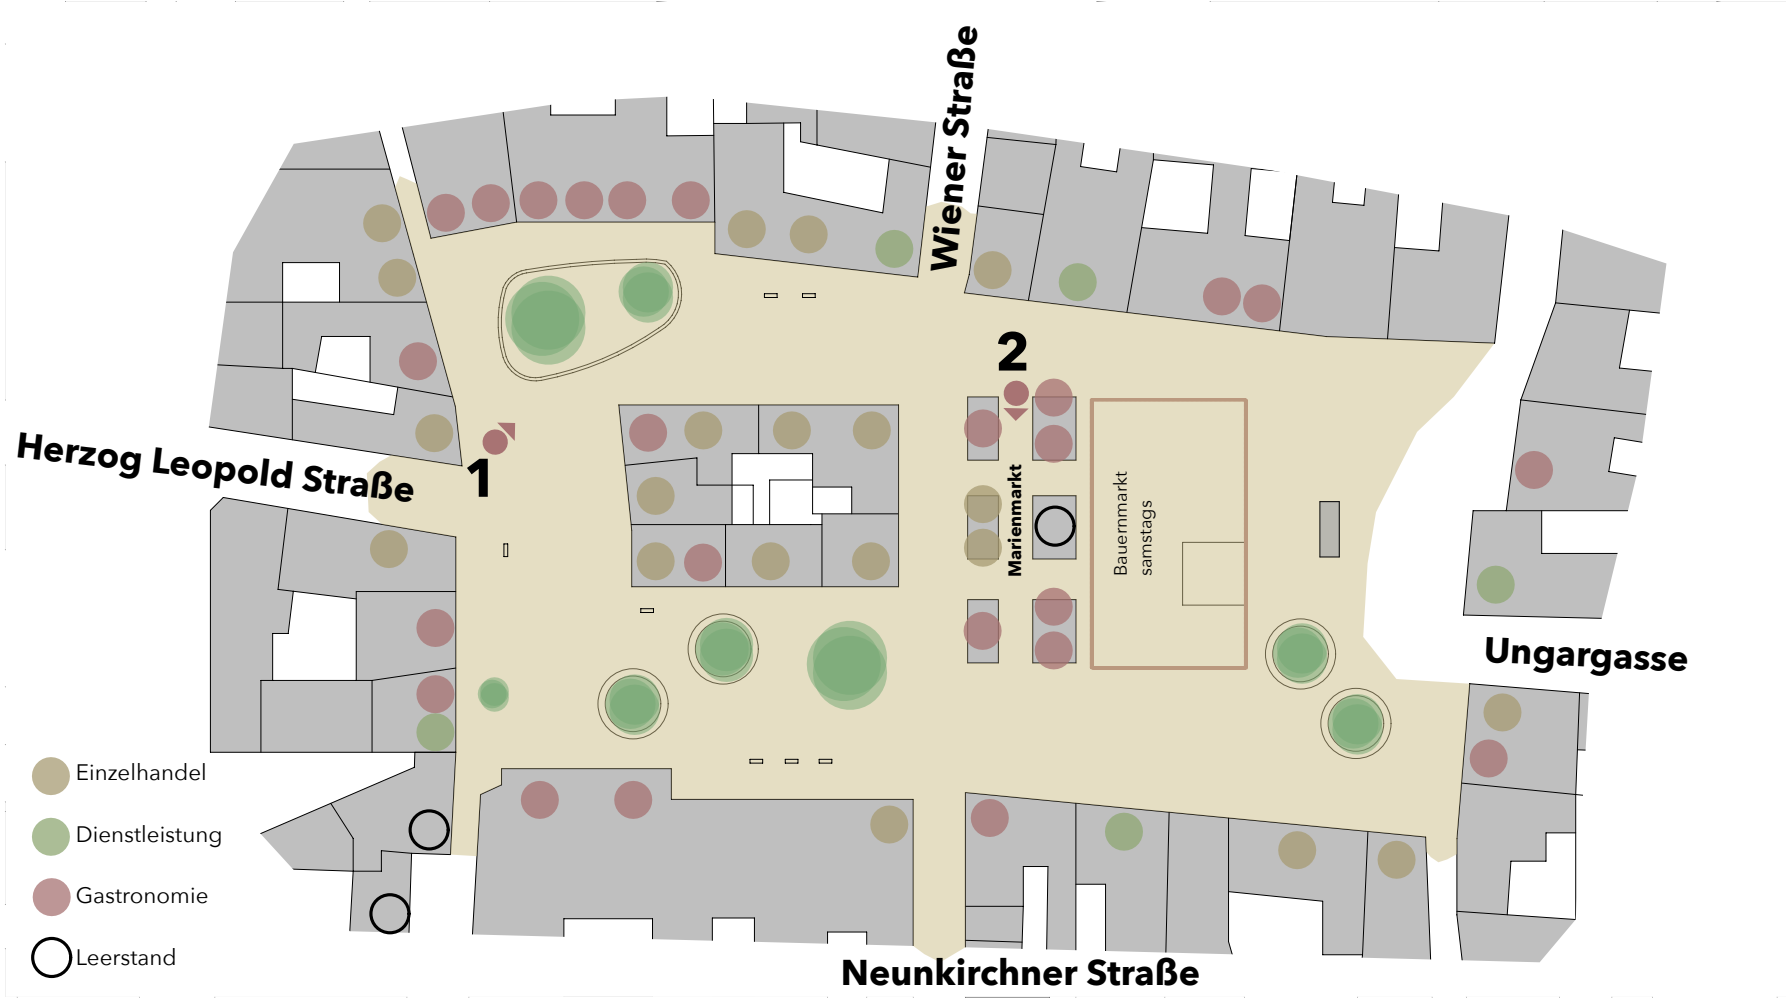 Wiener Straße
2
Herzog Leopold Straße
1
Marienmarkt
Bauernmarkt
samstags
Ungargasse
Einzelhandel
Dienstleistung
Gastronomie
Leerstand
Neunkirchner Straße